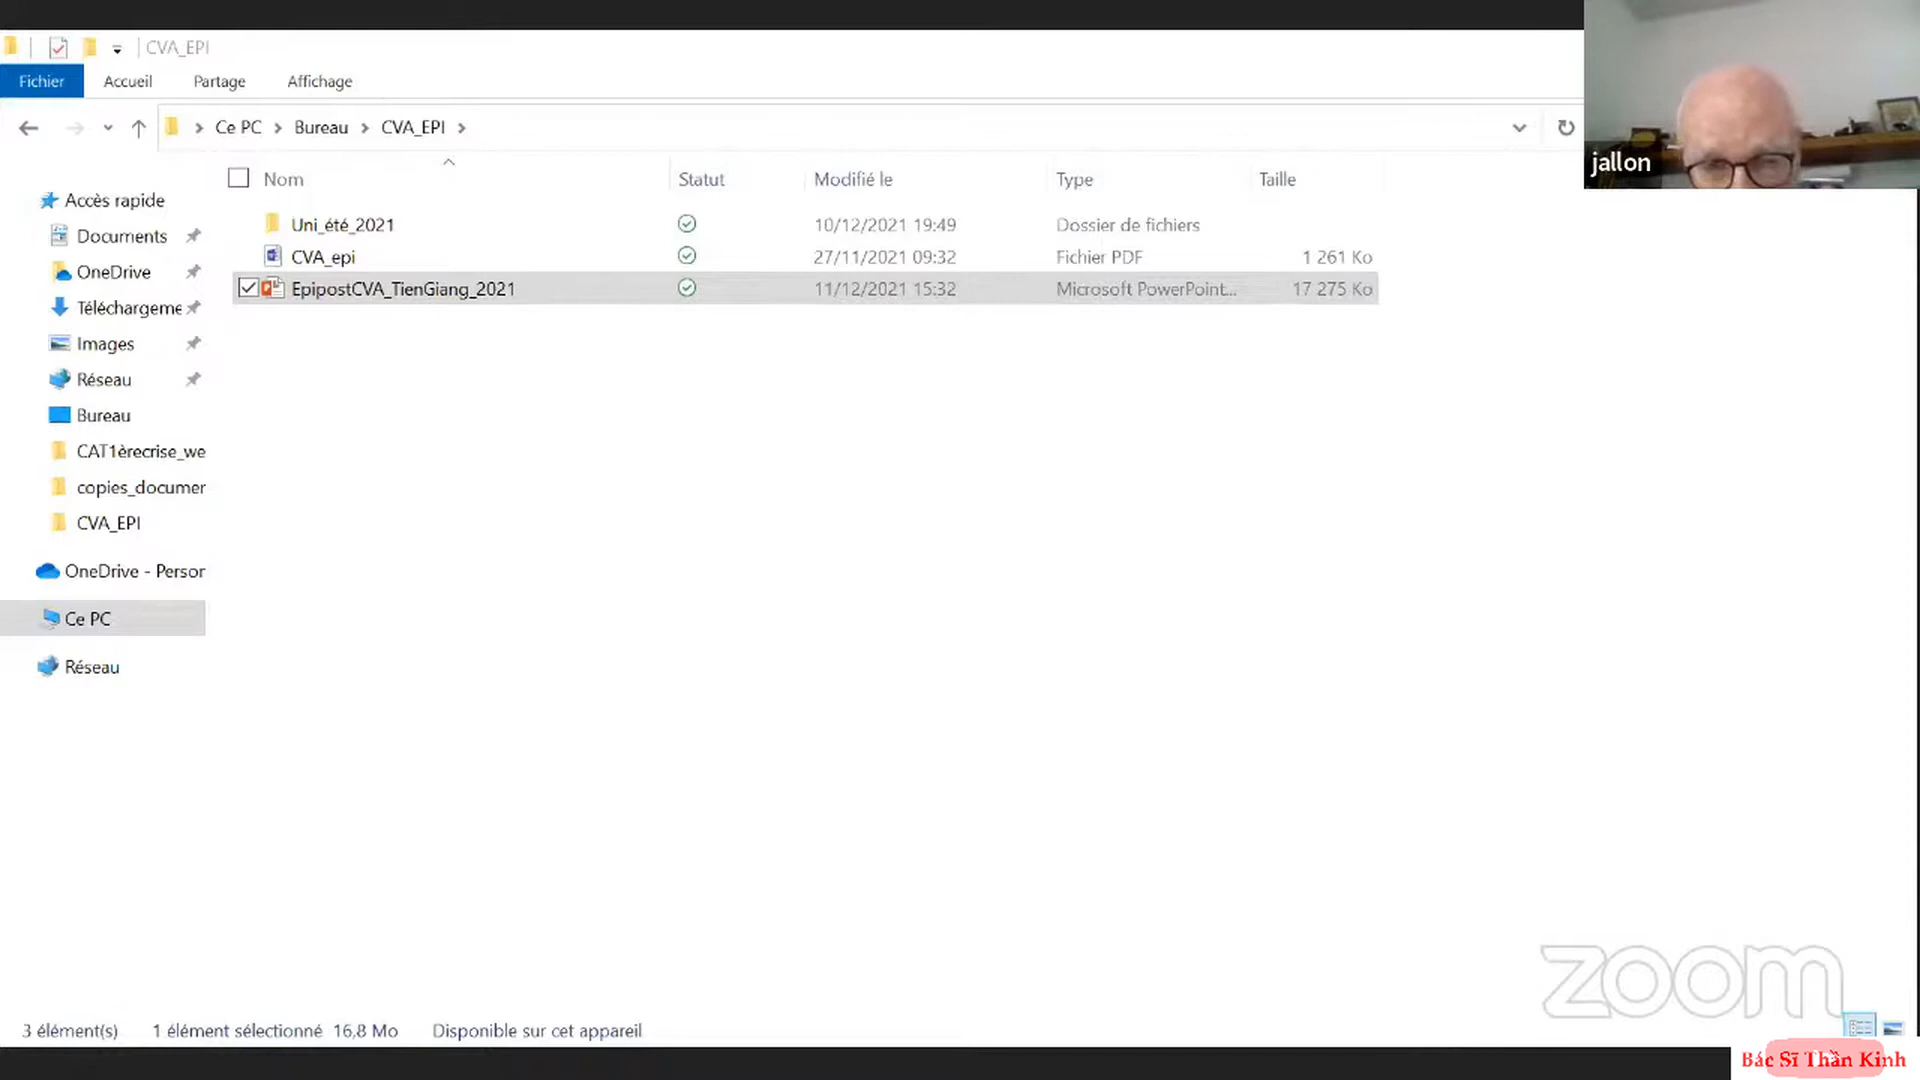 CVA_EPI
Fichier Accueil Partage Affichage
Ce PC Bureau CVA_EPI
jallon
Nom Statut Modifié le Type Taille
Uni_été_2021 10/12/2021 19:49 Dossier de fichiers
CVA_epi 27/11/2021 09:32 Fichier PDF 1 261 Ko
EpipostCVA_TienGiang_2021 11/12/2021 15:32 Microsoft PowerPoint... 17 275 Ko
Accès rapide
Documents
OneDrive
Téléchargeme
Images
Réseau
Bureau
CAT1èrecrise_we
copies_documer
CVA_EPI
OneDrive - Persor
Ce PC
Réseau
zoom
3 élément(s) 1 élément sélectionné 16,8 Mo Disponible sur cet appareil
Bác Sĩ Thần Kinh